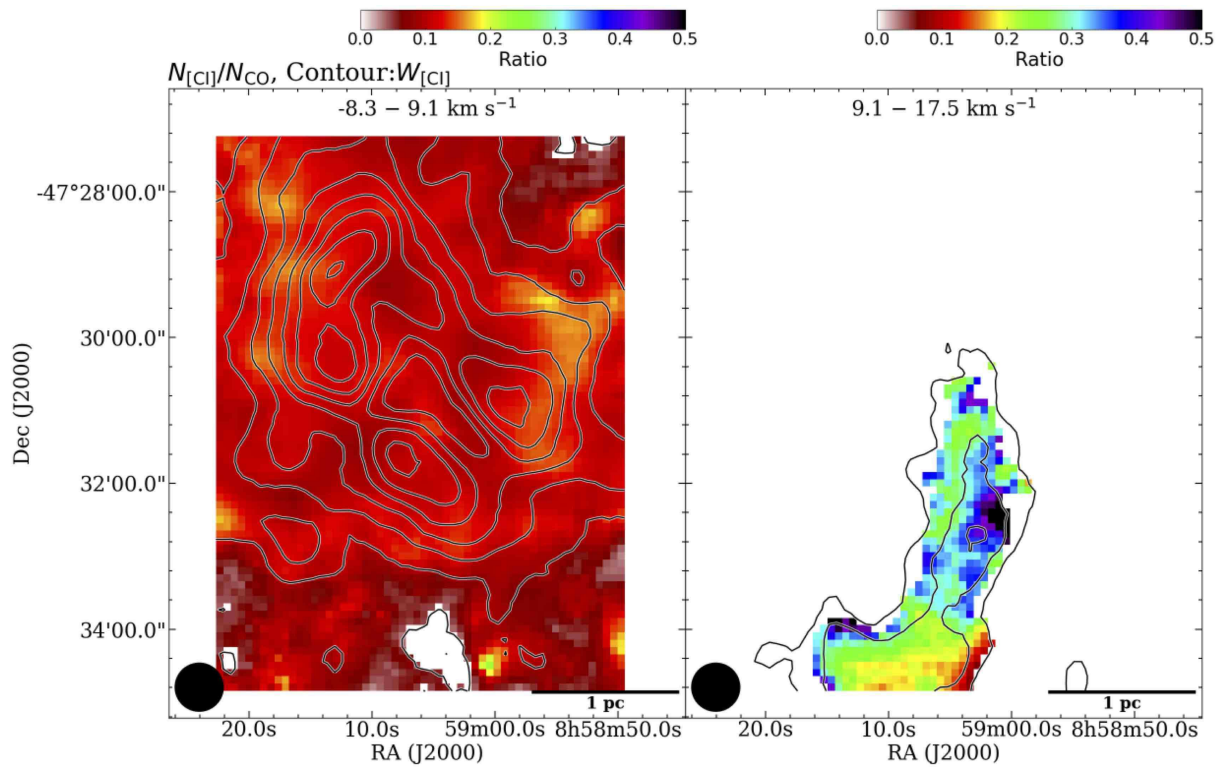 0.0 0.1 0.2 0.3 0.4 0.5
Ratio
0.0 0.1 0.2 0.3 0.4 0.5
Ratio
N[CI]/NCO, Contour:W[CI]
-8.3 − 9.1 km s−1
9.1 − 17.5 km s−1
-47°28'00.0"
30'00.0"
32'00.0"
34'00.0"
Dec (J2000)
1 pc
1 pc
20.0s 10.0s 59m00.0s 8h58m50.0s
RA (J2000)
20.0s 10.0s 59m00.0s 8h58m50.0s
RA (J2000)